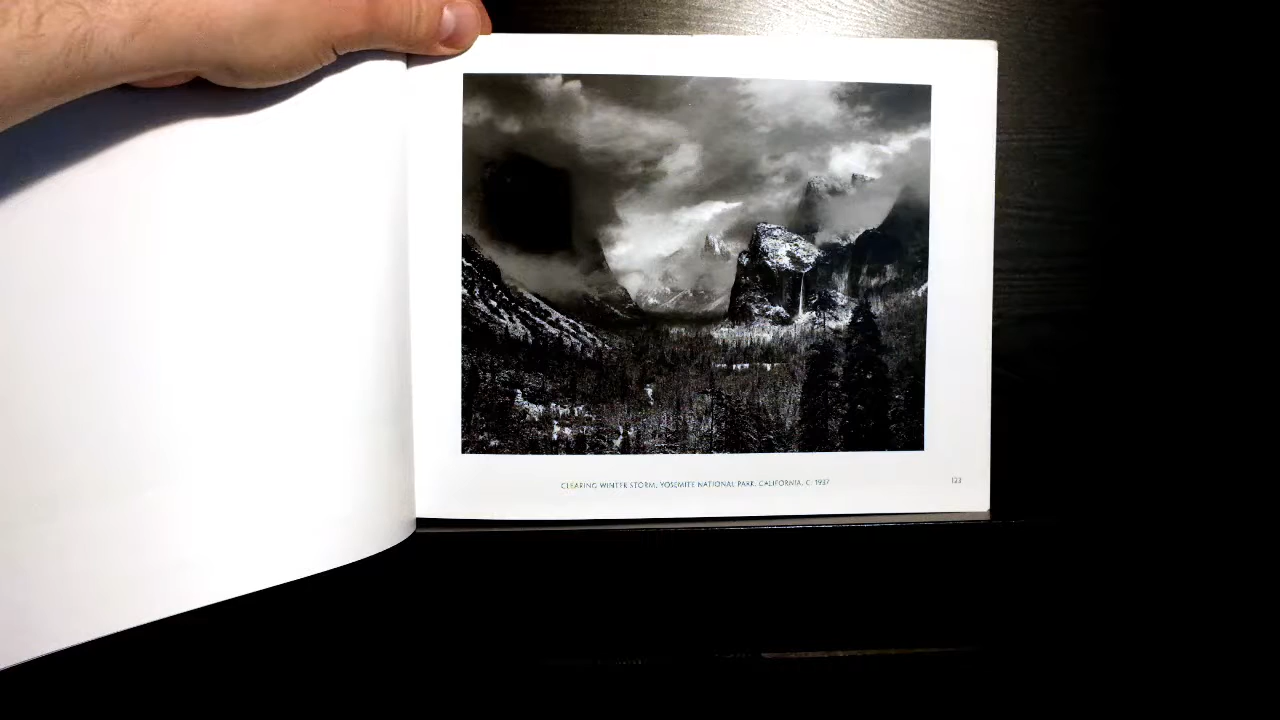 CLEARING WINTER STORM, YOSEMITE NATIONAL PARK, CALIFORNIA, C. 1937
123